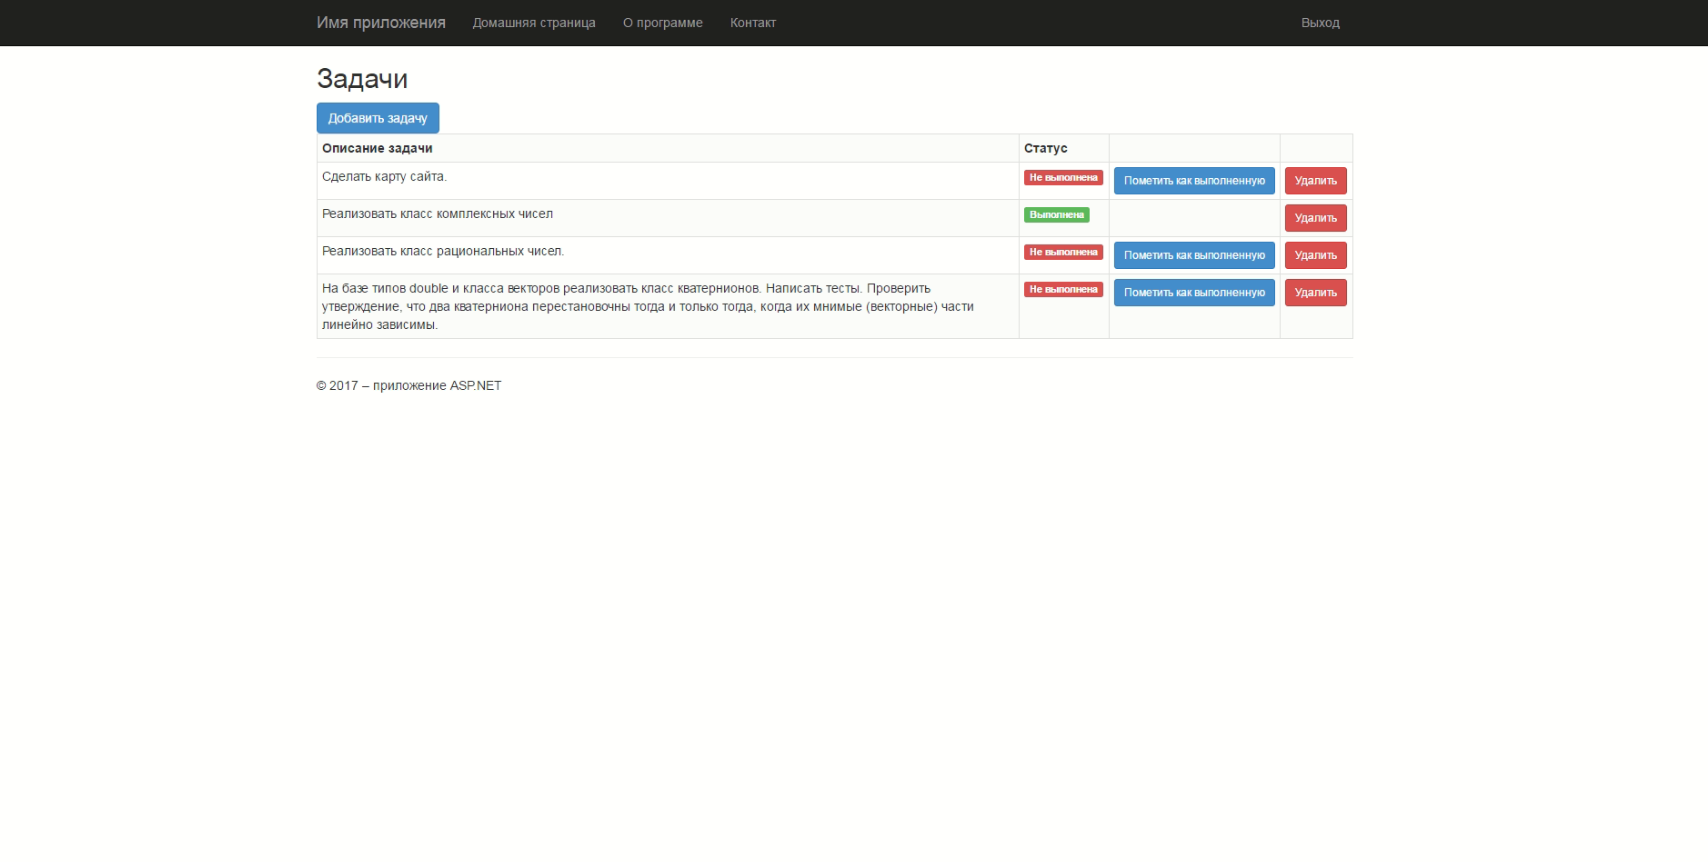 Имя приложения Домашняя страница О программе Контакт Выход
Задачи
Добавить задачу
Описание задачи Статус
Сделать карту сайта. Не выполнена Пометить как выполненную Удалить
Реализовать класс комплексных чисел Выполнена Удалить
Реализовать класс рациональных чисел. Не выполнена Пометить как выполненную Удалить
На базе типов double и класса векторов реализовать класс кватернионов. Написать тесты. Проверить Не выполнена Пометить как выполненную Удалить
утверждение, что два кватерниона перестановочны тогда и только тогда, когда их мнимые (векторные) части
линейно зависимы.
© 2017 – приложение ASP.NET